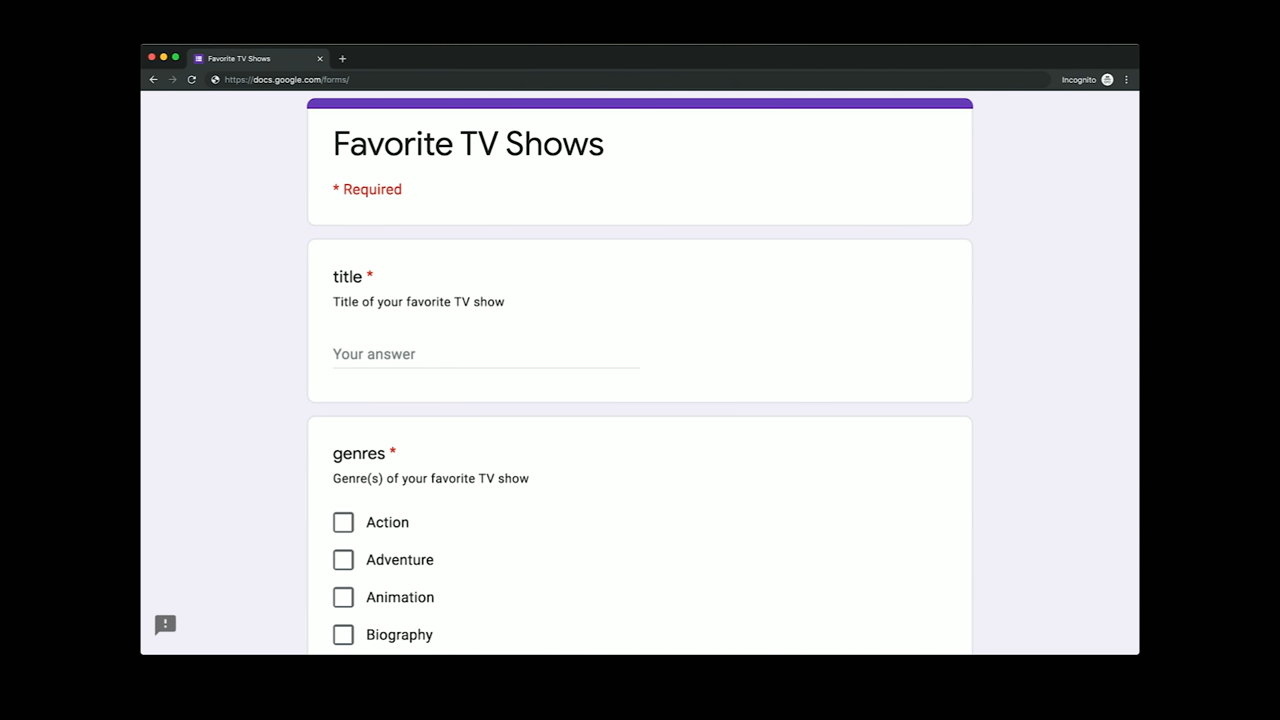 Favorite TV Shows
https://docs.google.com/forms/
Incognito
Favorite TV Shows
* Required
title *
Title of your favorite TV show
Your answer
genres *
Genre(s) of your favorite TV show
Action
Adventure
Animation
Biography